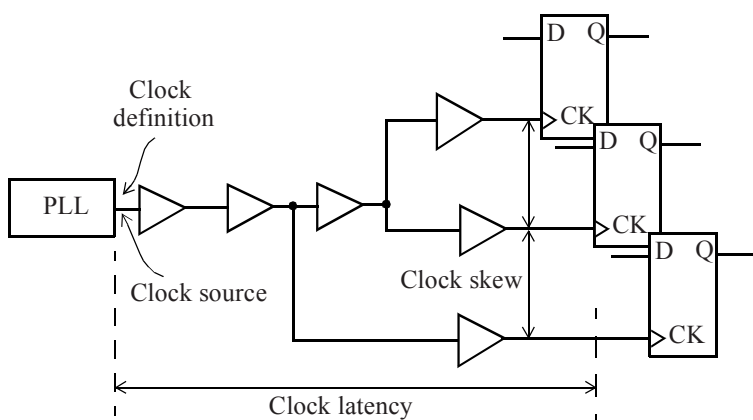 D Q
Clock
definition
CK
D Q
PLL
CK
D Q
Clock source
Clock skew
CK
Clock latency